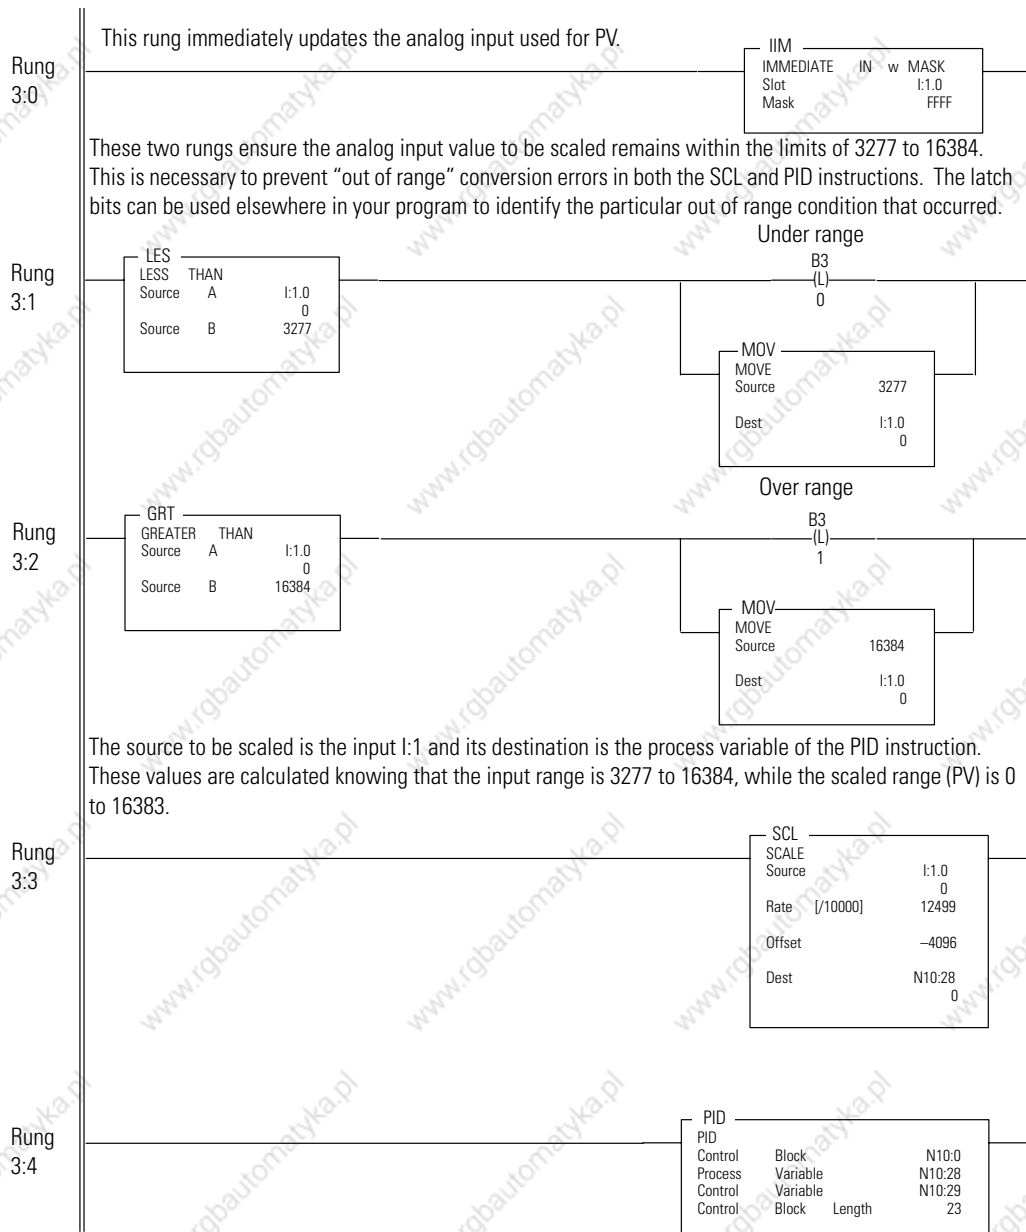 This rung immediately updates the analog input used for PV.
Rung
3:0
IIM
IMMEDIATE IN w MASK
Slot I:1.0
Mask FFFF
These two rungs ensure the analog input value to be scaled remains within the limits of 3277 to 16384.
This is necessary to prevent “out of range” conversion errors in both the SCL and PID instructions. The latch
bits can be used elsewhere in your program to identify the particular out of range condition that occurred.
Under range
Rung
3:1
LES
LESS THAN
Source A I:1.0
0
Source B 3277
B3
(L)
0
MOV
MOVE
Source 3277
Dest I:1.0
0
Over range
Rung
3:2
GRT
GREATER THAN
Source A I:1.0
0
Source B 16384
B3
(L)
1
MOV
MOVE
Source 16384
Dest I:1.0
0
The source to be scaled is the input I:1 and its destination is the process variable of the PID instruction.
These values are calculated knowing that the input range is 3277 to 16384, while the scaled range (PV) is 0
to 16383.
Rung
3:3
SCL
SCALE
Source I:1.0
0
Rate [/10000] 12499
Offset –4096
Dest N10:28
0
Rung
3:4
PID
PID
Control Block N10:0
Process Variable N10:28
Control Variable N10:29
Control Block Length 23
www.rgbautomatyka.pl